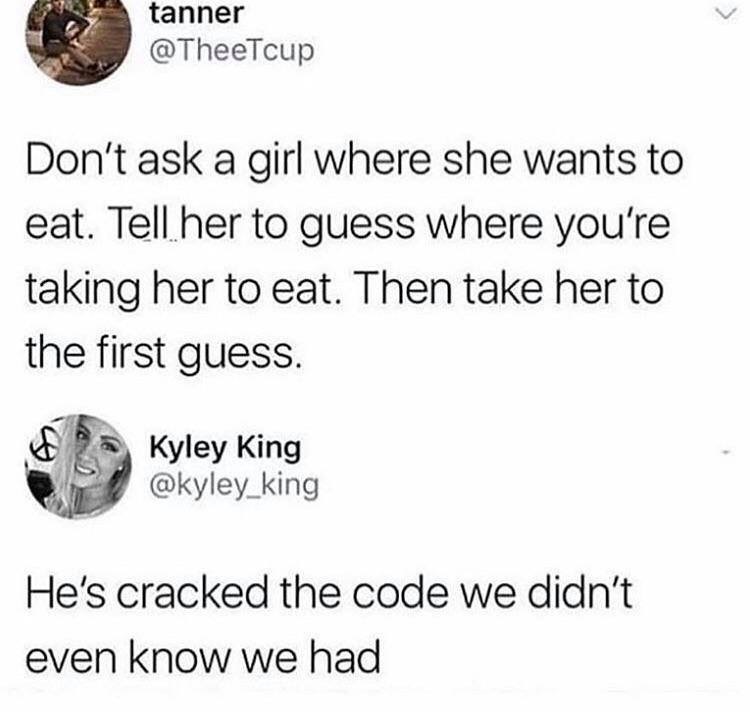 tanner
@TheeTcup
Don't ask a girl where she wants to
eat. Tell her to guess where you're
taking her to eat. Then take her to
the first guess.
Kyley King
@kyley_king
He's cracked the code we didn't
even know we had